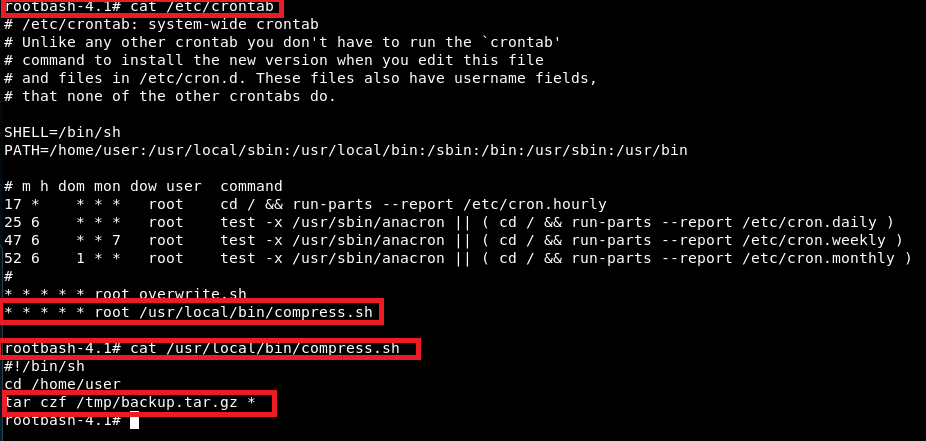 rootbash-4.1# cat /etc/crontab
# /etc/crontab: system-wide crontab
# Unlike any other crontab you don't have to run the `crontab'
# command to install the new version when you edit this file
# and files in /etc/cron.d. These files also have username fields,
# that none of the other crontabs do.
SHELL=/bin/sh
PATH=/home/user:/usr/local/sbin:/usr/local/bin:/sbin:/bin:/usr/sbin:/usr/bin
# m h dom mon dow user  command
17 *    * * *   root    cd / && run-parts --report /etc/cron.hourly
25 6    * * *   root    test -x /usr/sbin/anacron || ( cd / && run-parts --report /etc/cron.daily )
47 6    * * 7   root    test -x /usr/sbin/anacron || ( cd / && run-parts --report /etc/cron.weekly )
52 6    1 * *   root    test -x /usr/sbin/anacron || ( cd / && run-parts --report /etc/cron.monthly )
#
* * * * * root overwrite.sh
* * * * * root /usr/local/bin/compress.sh
rootbash-4.1# cat /usr/local/bin/compress.sh
#!/bin/sh
cd /home/user
tar czf /tmp/backup.tar.gz *
rootbash-4.1#